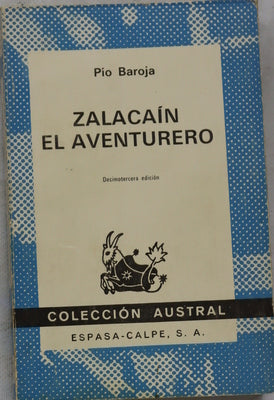 Pío Baroja
ZALACAÍN
EL AVENTURERO
Decimotercera edición
COLECCIÓN AUSTRAL
ESPASA-CALPE, S. A.